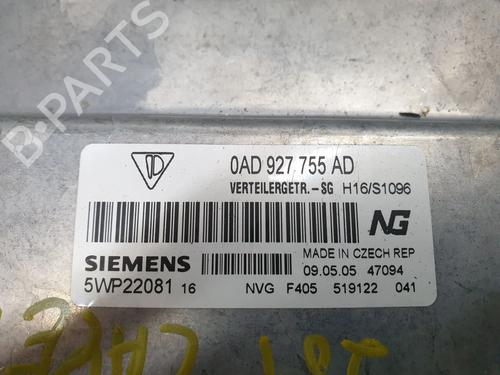 B-PARTS
0AD 927 755 AD
VERTEILERGETR.-SG H16/S1096
NG
SIEMENS
MADE IN CZECH REP
09.05.05 47094
5WP22081 16 NVG F405 519122 041